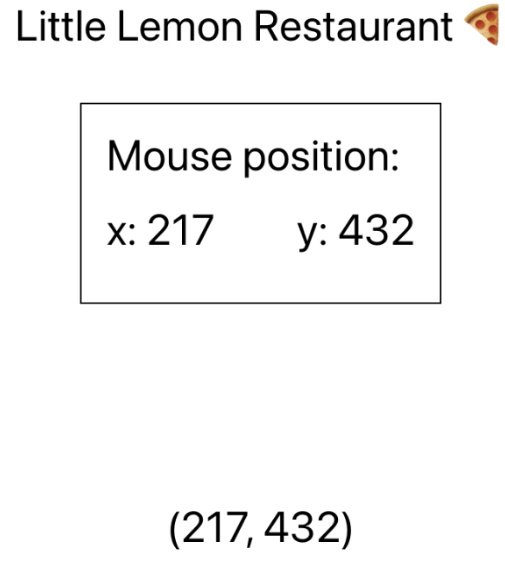 Little Lemon Restaurant 🍕
Mouse position:
x: 217 y: 432
(217, 432)